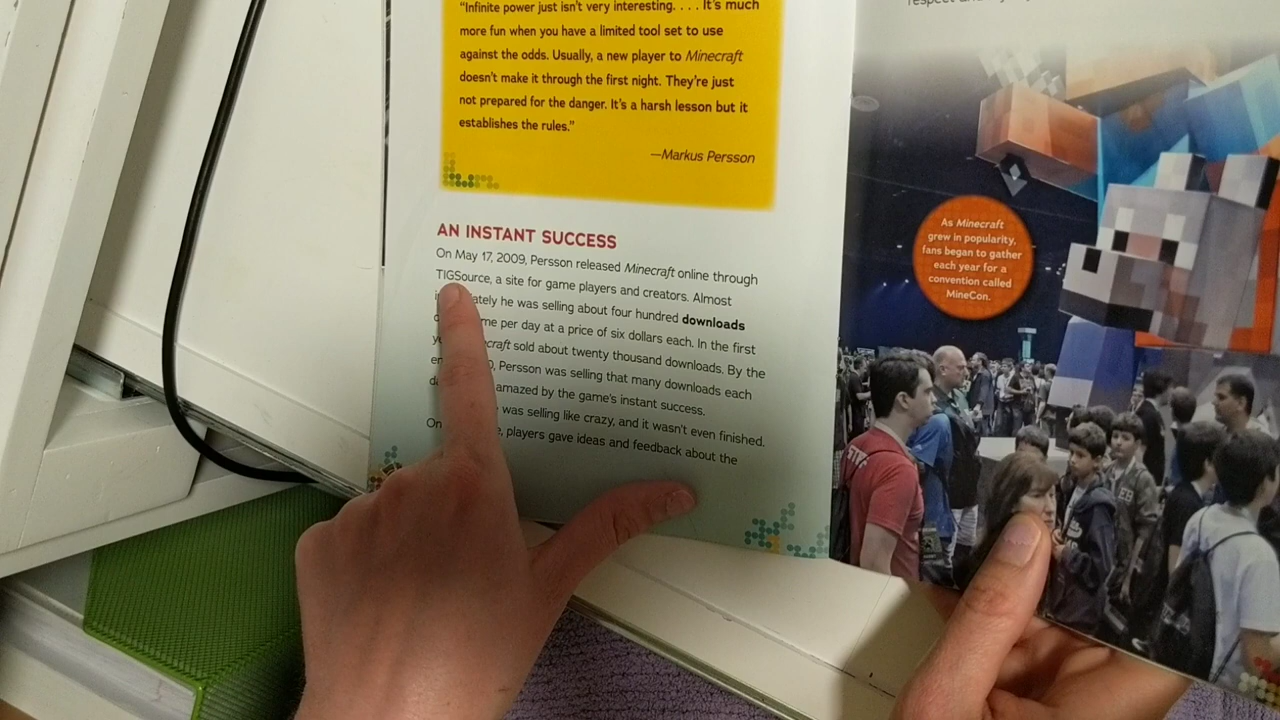 "Infinite power just isn't very interesting. . . . It's much
more fun when you have a limited tool set to use
against the odds. Usually, a new player to Minecraft
doesn't make it through the first night. They're just
not prepared for the danger. It's a harsh lesson but it
establishes the rules."
—Markus Persson
AN INSTANT SUCCESS
On May 17, 2009, Persson released Minecraft online through
TIGSource, a site for game players and creators. Almost
ately he was selling about four hundred downloads
me per day at a price of six dollars each. In the first
craft sold about twenty thousand downloads. By the
0, Persson was selling that many downloads each
amazed by the game's instant success.
was selling like crazy, and it wasn't even finished.
On players gave ideas and feedback about the
As Minecraft
grew in popularity,
fans began to gather
each year for a
convention called
MineCon.